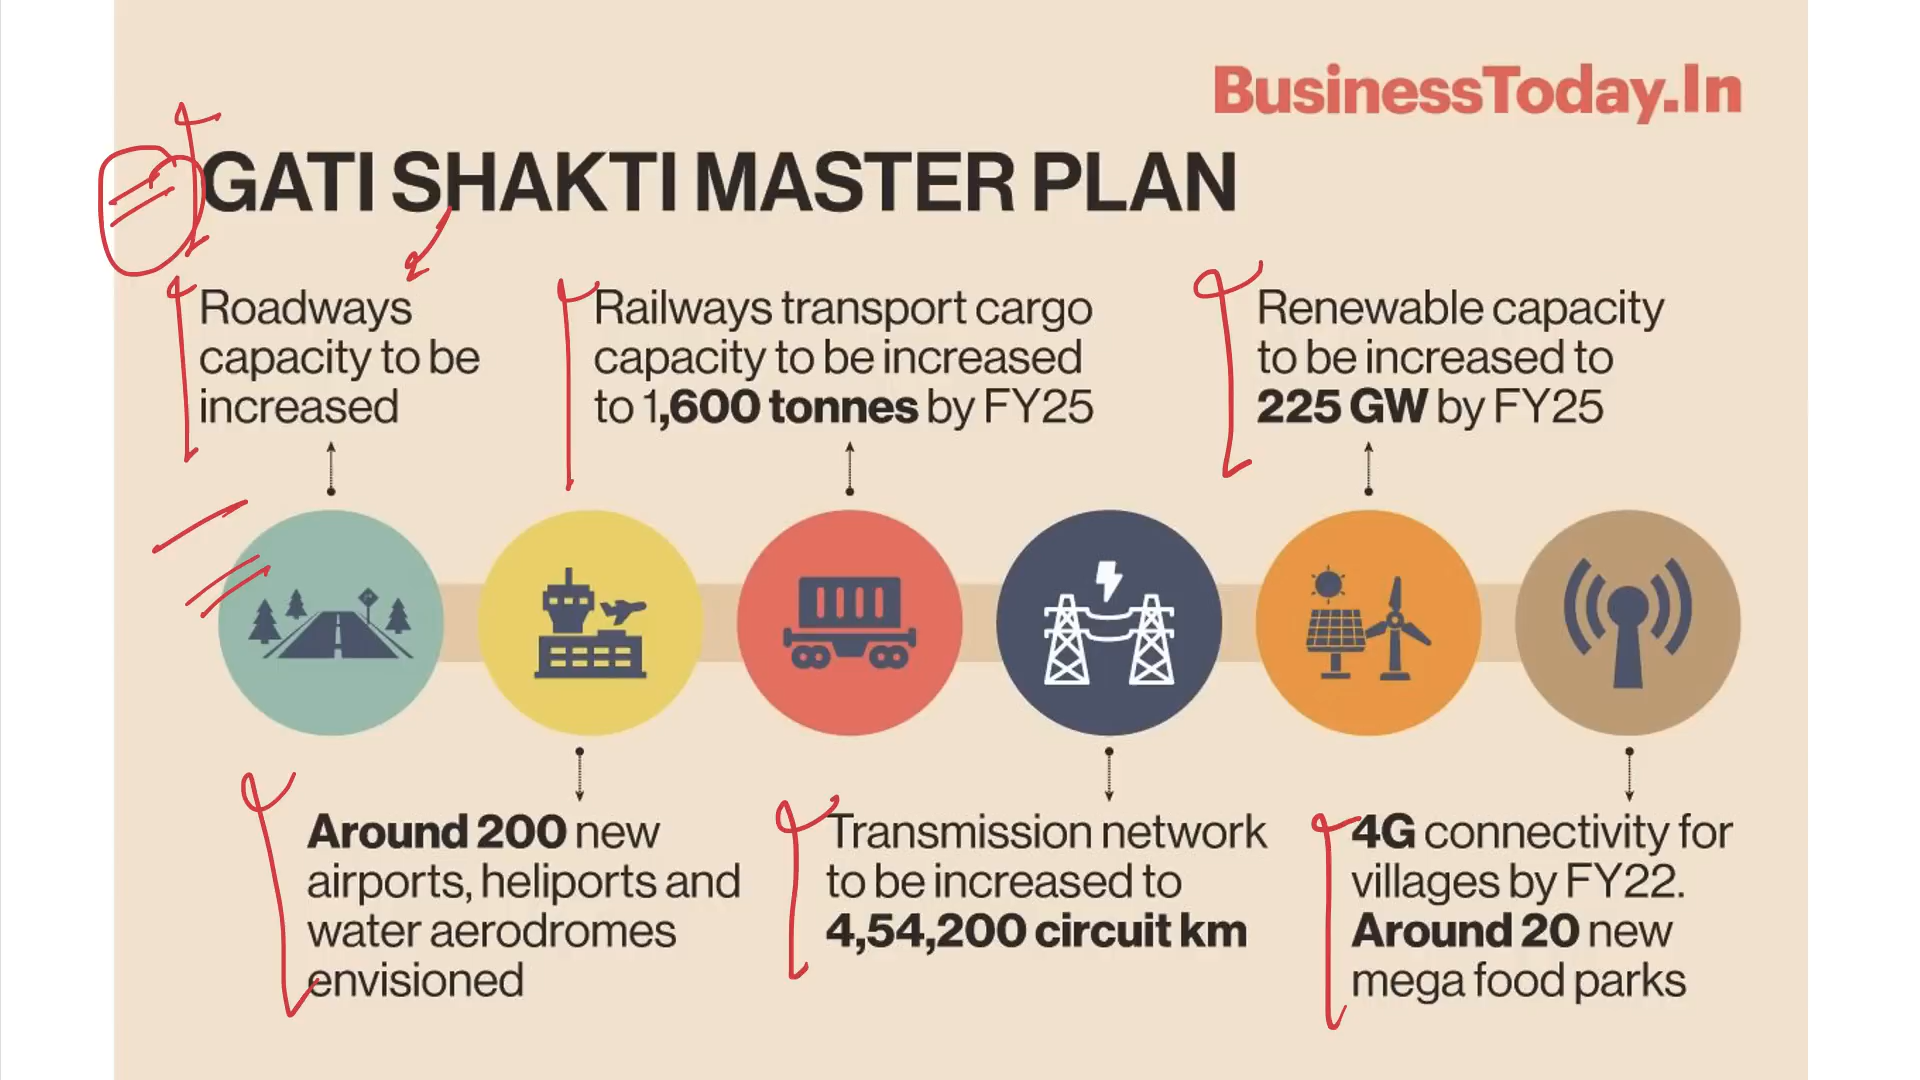 BusinessToday.In
GATI SHAKTI MASTER PLAN
Roadways
capacity to be
increased
Railways transport cargo
capacity to be increased
to 1,600 tonnes by FY25
Renewable capacity
to be increased to
225 GW by FY25
Around 200 new
airports, heliports and
water aerodromes
envisioned
Transmission network
to be increased to
4,54,200 circuit km
4G connectivity for
villages by FY22.
Around 20 new
mega food parks